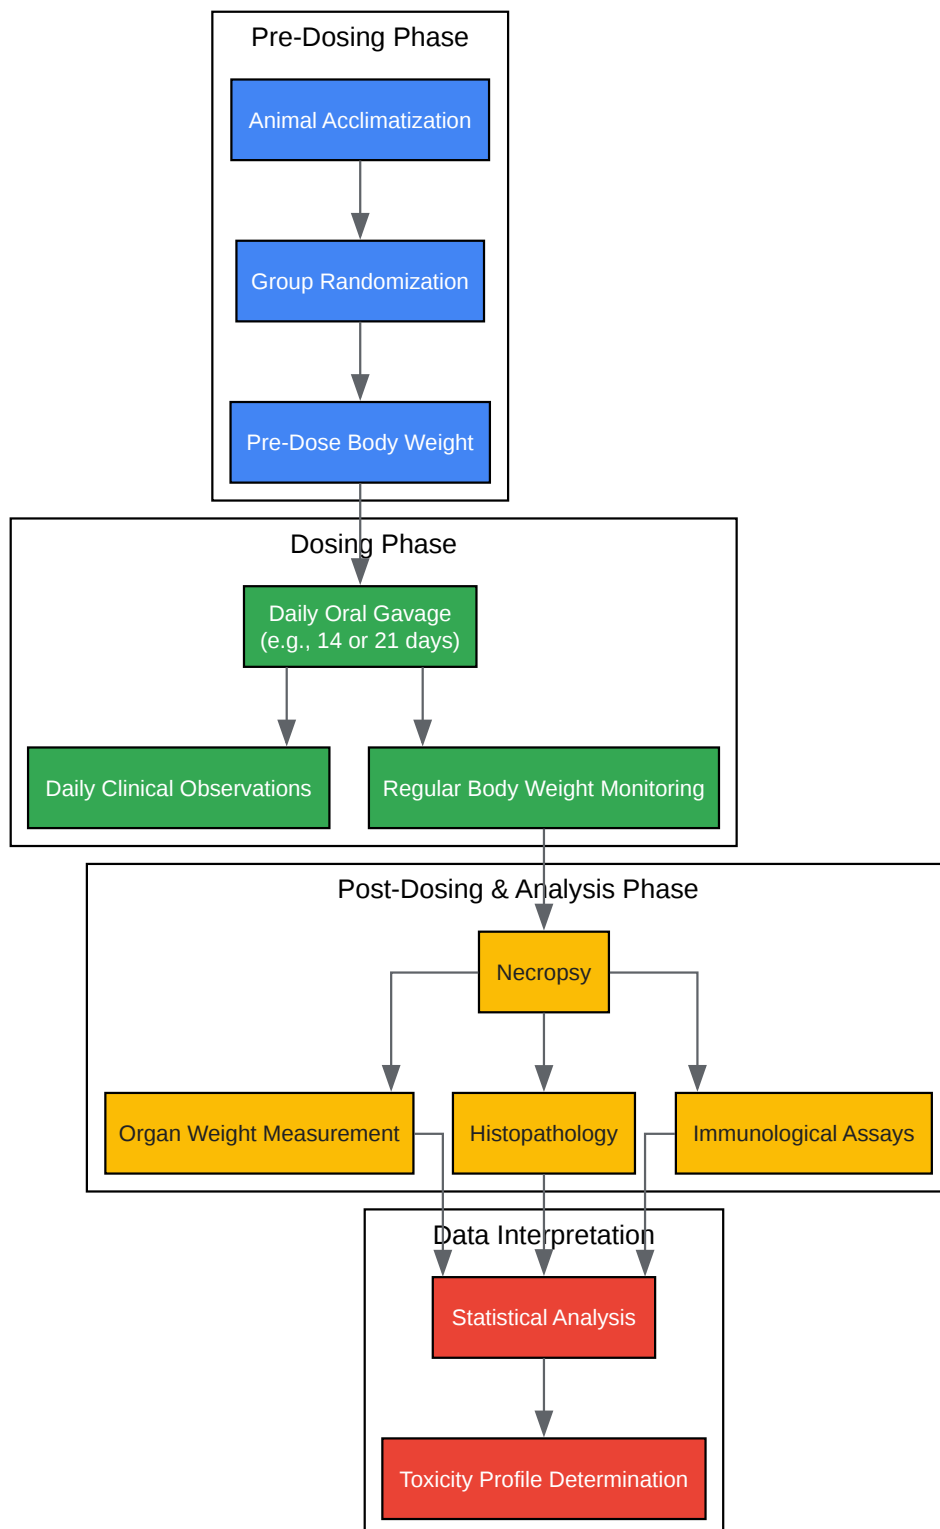 Pre-Dosing Phase
Animal Acclimatization
Group Randomization
Pre-Dose Body Weight
Dosing Phase
Daily Oral Gavage
(e.g., 14 or 21 days)
Daily Clinical Observations
Regular Body Weight Monitoring
Post-Dosing & Analysis Phase
Necropsy
Organ Weight Measurement
Histopathology
Immunological Assays
Data Interpretation
Statistical Analysis
Toxicity Profile Determination